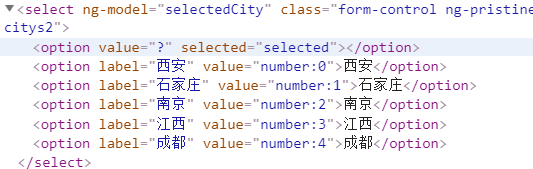 ▼<select ng-model="selectedCity" class="form-control ng-pristine
citys2">
<option value="?" selected="selected"></option>
<option label="西安" value="number:0">西安</option>
<option label="石家庄" value="number:1">石家庄</option>
<option label="南京" value="number:2">南京</option>
<option label="江西" value="number:3">江西</option>
<option label="成都" value="number:4">成都</option>
</select>